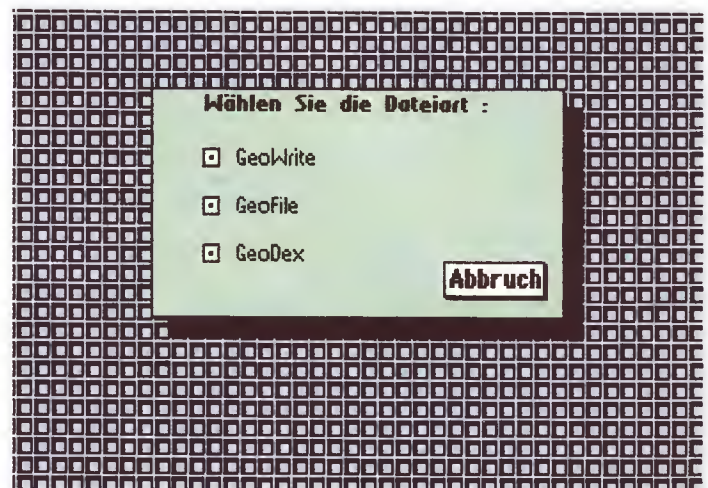 Wählen Sie die Dateiart :
GeoWrite
GeoFile
GeoDex
Abbruch